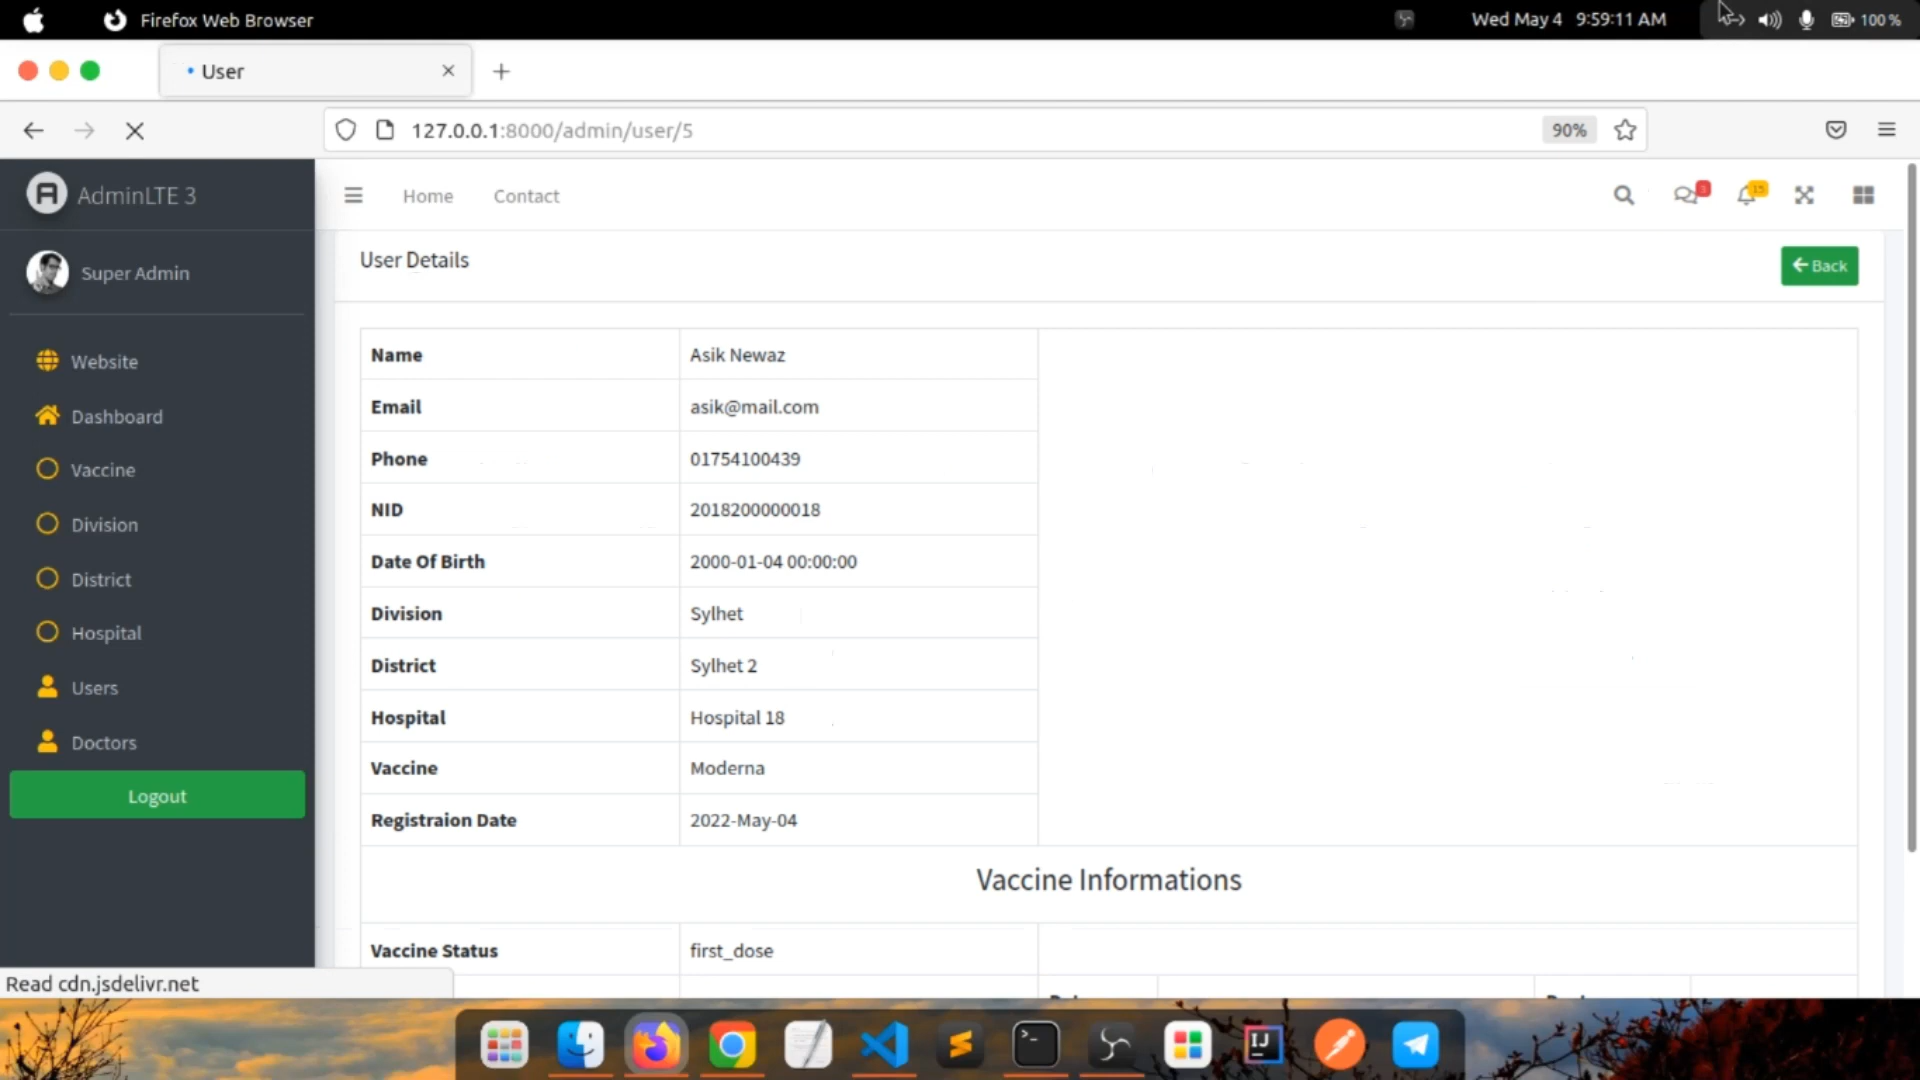 Firefox Web Browser
Wed May 4 9:59:11 AM
100 %
User
127.0.0.1:8000/admin/user/5
90%
AdminLTE 3
Home
Contact
15
Super Admin
User Details
Back
Website
Dashboard
Vaccine
Division
District
Hospital
Users
Doctors
Logout
Name Asik Newaz
Email asik@mail.com
Phone 01754100439
NID 2018200000018
Date Of Birth 2000-01-04 00:00:00
Division Sylhet
District Sylhet 2
Hospital Hospital 18
Vaccine Moderna
Registraion Date 2022-May-04
Vaccine Informations
Vaccine Status first_dose
Read cdn.jsdelivr.net
IJ